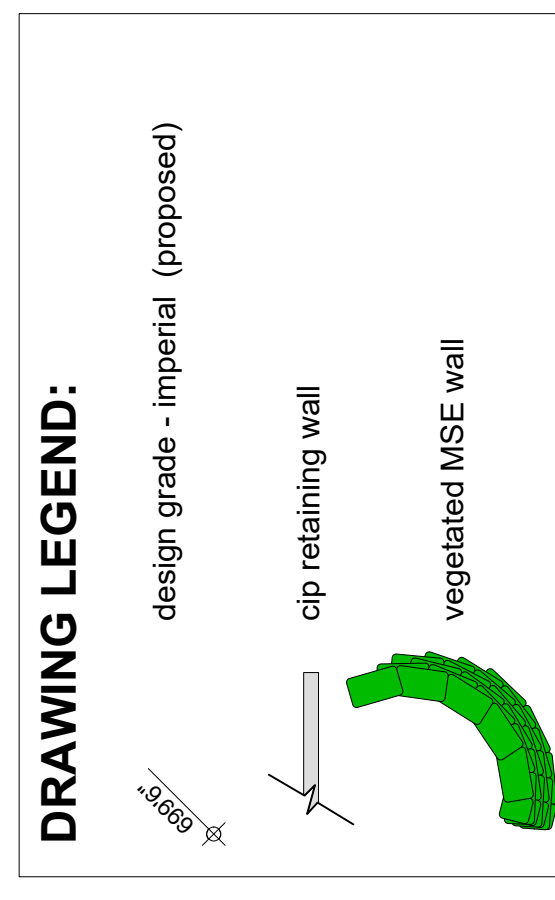 DRAWING LEGEND:
699'6"
design grade - imperial (proposed)
cip retaining wall
vegetated MSE wall